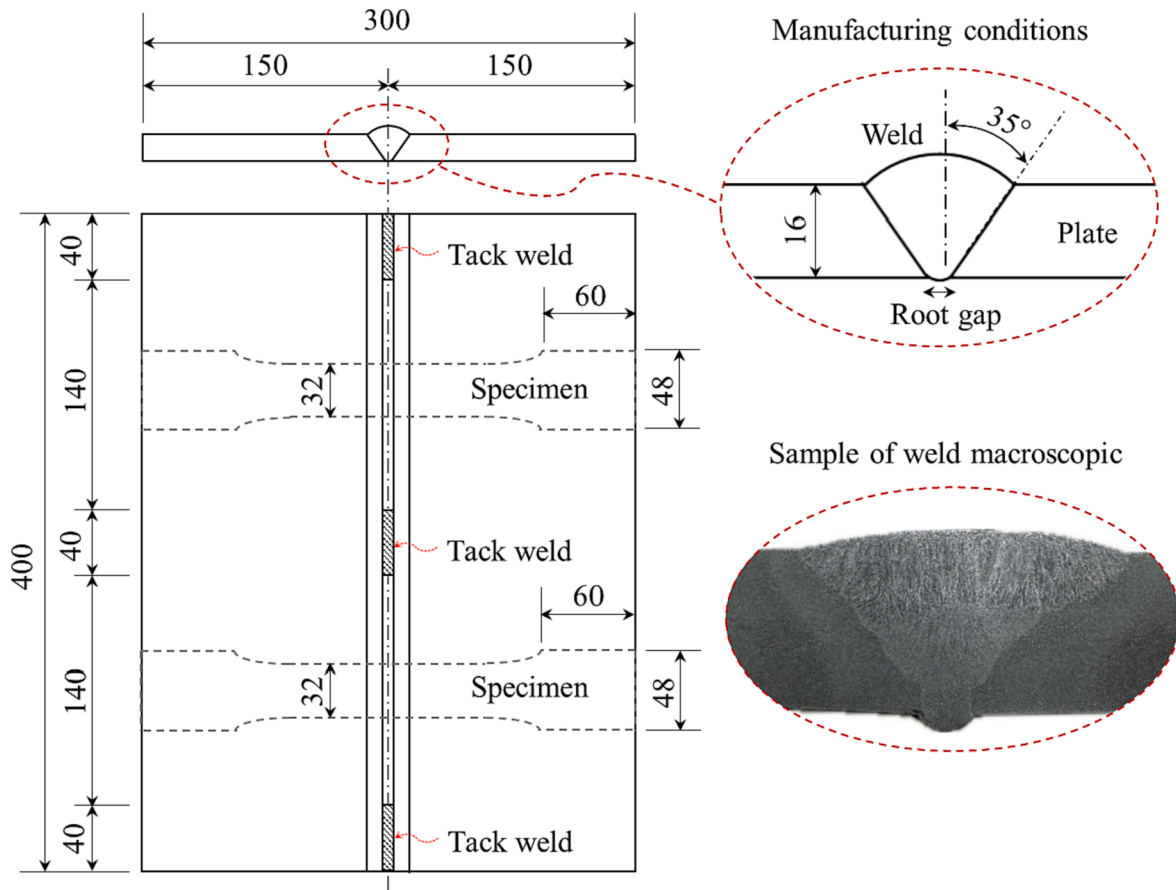 300
150
150
40
Tack weld
60
140
32
Specimen
48
400
40
Tack weld
60
140
32
Specimen
48
40
Tack weld
Manufacturing conditions
Weld
35°
16
Plate
Root gap
Sample of weld macroscopic